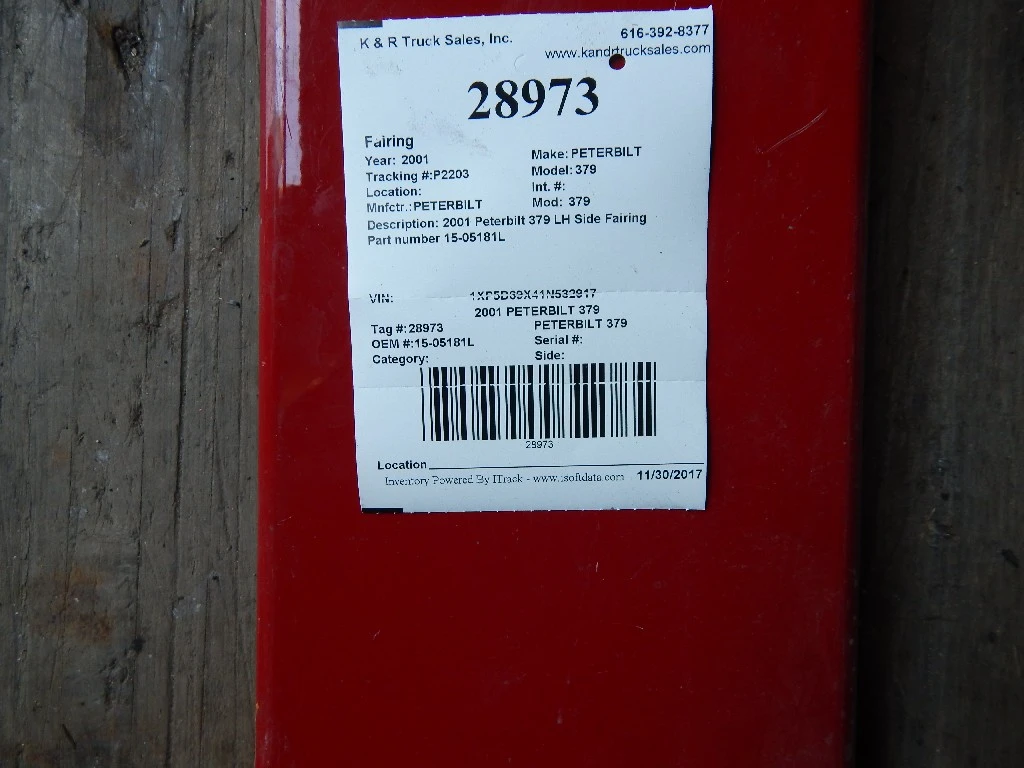 K & R Truck Sales, Inc. 616-392-8377
www.kandrtrucksales.com
28973
Fairing
Year: 2001 Make: PETERBILT
Tracking #:P2203 Model: 379
Location: Int. #:
Mnfctr.: PETERBILT Mod: 379
Description: 2001 Peterbilt 379 LH Side Fairing
Part number 15-05181L
VIN: 1XP5D39X41N532917
2001 PETERBILT 379
Tag #: 28973 PETERBILT 379
OEM #:15-05181L Serial #:
Category: Side:
28973
Location
Inventory Powered By ITrack - www.isoftdata.com 11/30/2017